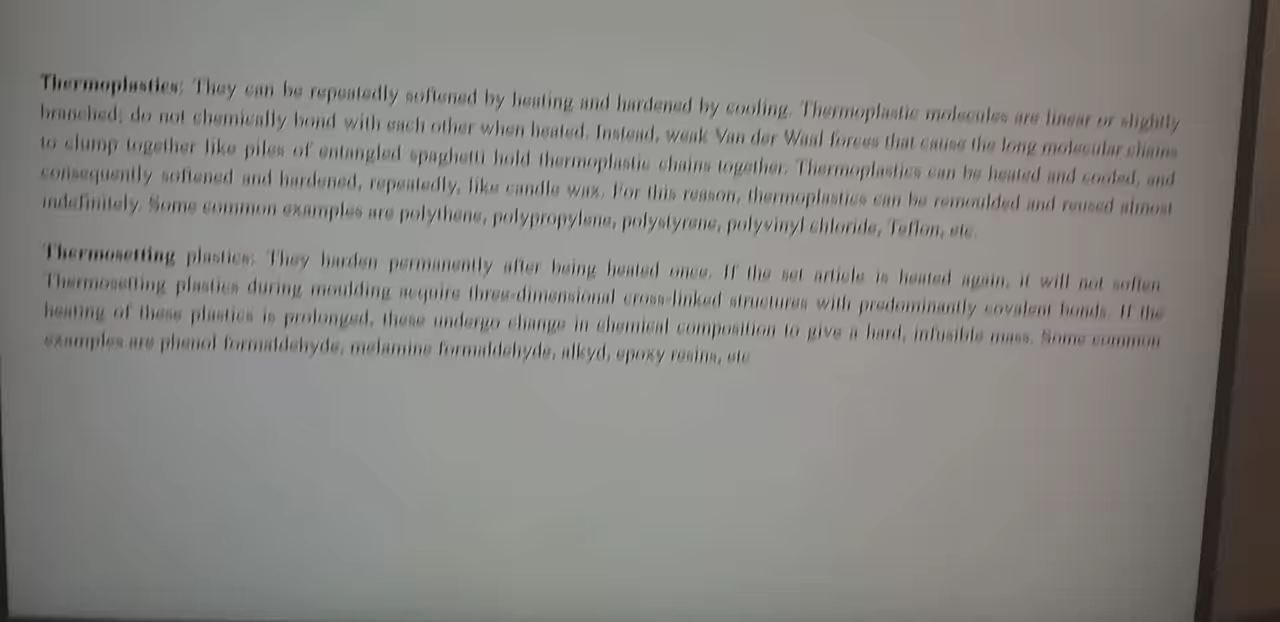 Thermoplastics: They can be repeatedly softened by heating and hardened by cooling. Thermoplastic molecules are linear or slightly
branched; do not chemically bond with each other when heated. Instead, weak Van der Waal forces that cause the long molecular chains
to clump together like piles of entangled spaghetti hold thermoplastic chains together. Thermoplastics can be heated and cooled, and
consequently softened and hardened, repeatedly, like candle wax. For this reason, thermoplastics can be remoulded and reused almost
indefinitely. Some common examples are polythene, polypropylene, polystyrene, polyvinyl chloride, Teflon, etc.
Thermosetting plastics: They harden permanently after being heated once. If the set article is heated again, it will not soften
Thermosetting plastics during moulding acquire three-dimensional cross-linked structures with predominantly covalent bonds. If the
heating of these plastics is prolonged, these undergo change in chemical composition to give a hard, infusible mass. Some common
examples are phenol formaldehyde, melamine formaldehyde, alkyd, epoxy resins, etc